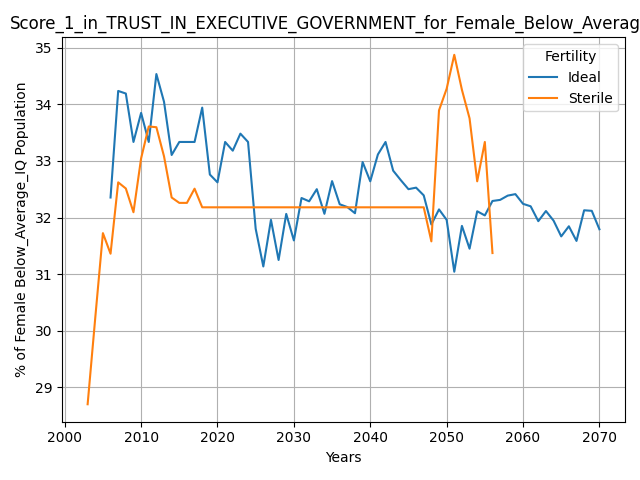 Score_1_in_TRUST_IN_EXECUTIVE_GOVERNMENT_for_Female_Below_Averag
35
34
33
32
31
30
29
% of Female Below_Average_IQ Population
Fertility
Ideal
Sterile
2000 2010 2020 2030 2040 2050 2060 2070
Years